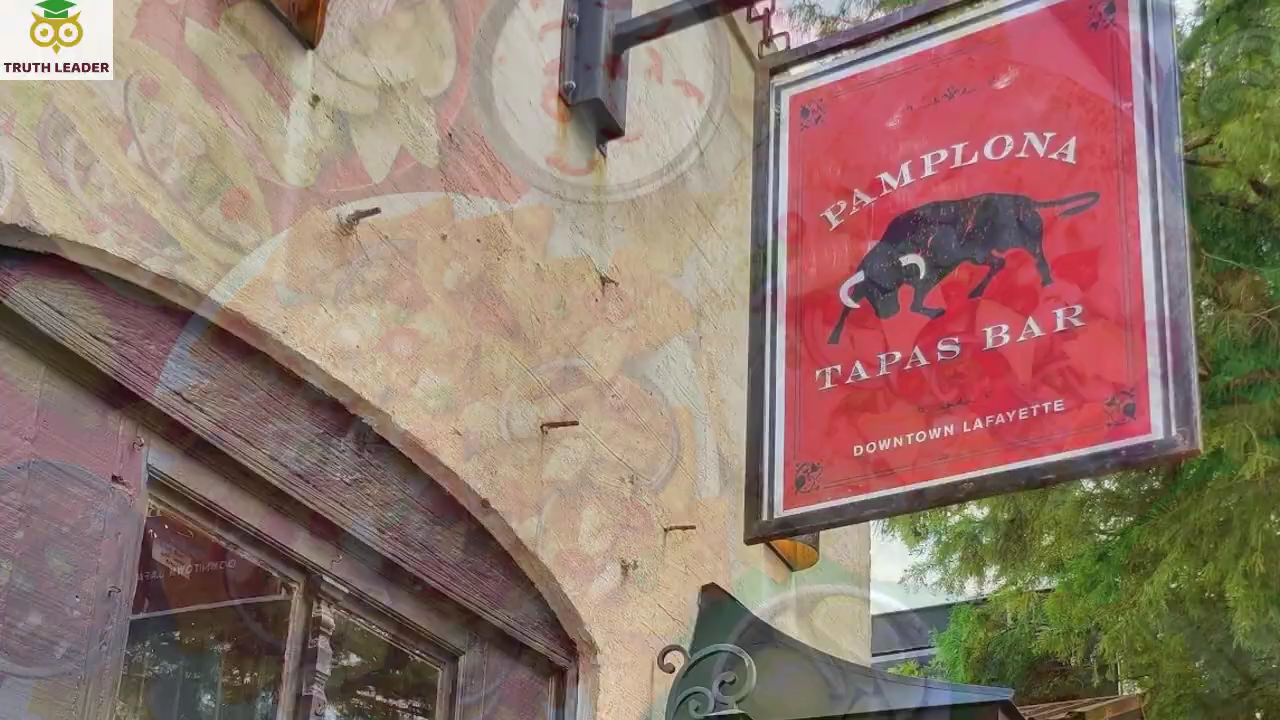 TRUTH LEADER
PAMPLONA
TAPAS BAR
DOWNTOWN LAFAYETTE